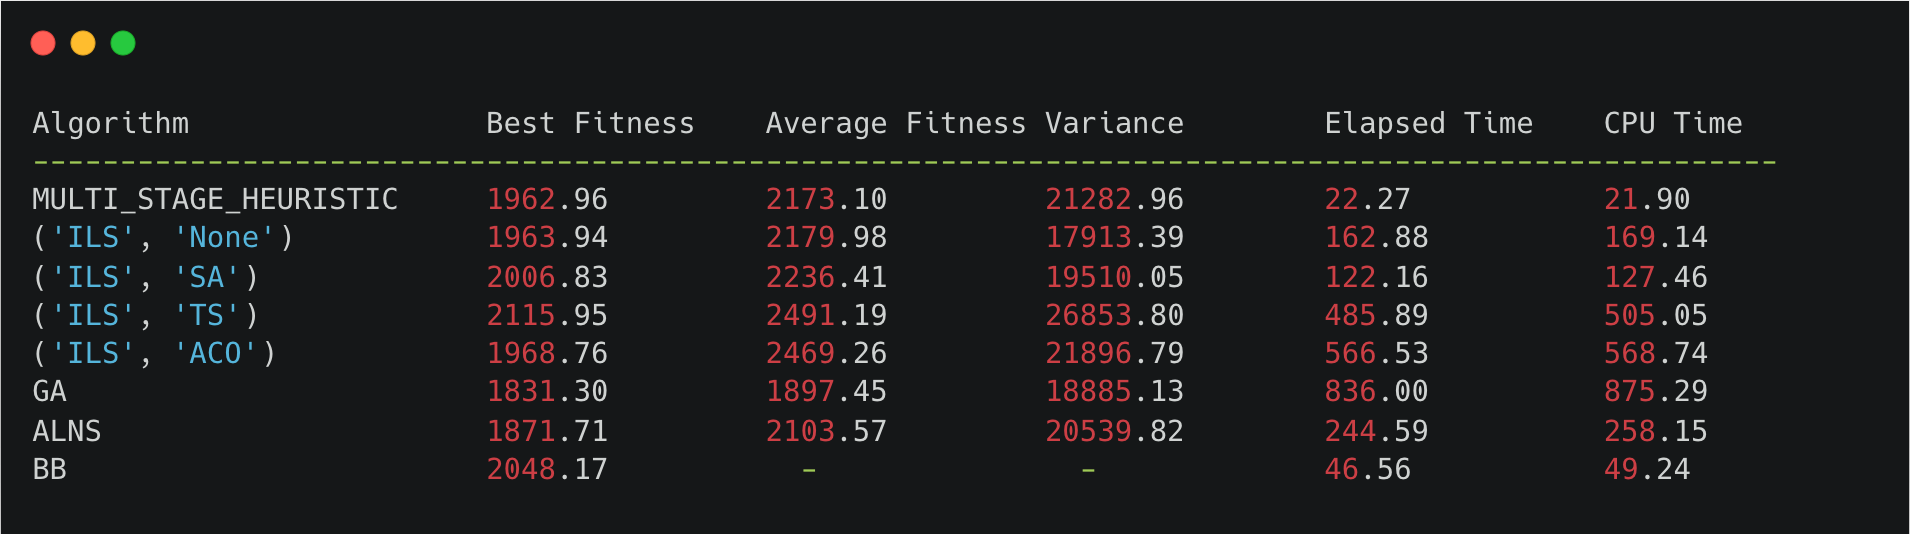 Algorithm Best Fitness Average Fitness Variance Elapsed Time CPU Time
----------------------------------------------------------------------------------------------------
MULTI_STAGE_HEURISTIC 1962.96 2173.10 21282.96 22.27 21.90
('ILS', 'None') 1963.94 2179.98 17913.39 162.88 169.14
('ILS', 'SA') 2006.83 2236.41 19510.05 122.16 127.46
('ILS', 'TS') 2115.95 2491.19 26853.80 485.89 505.05
('ILS', 'ACO') 1968.76 2469.26 21896.79 566.53 568.74
GA 1831.30 1897.45 18885.13 836.00 875.29
ALNS 1871.71 2103.57 20539.82 244.59 258.15
BB 2048.17 - - 46.56 49.24